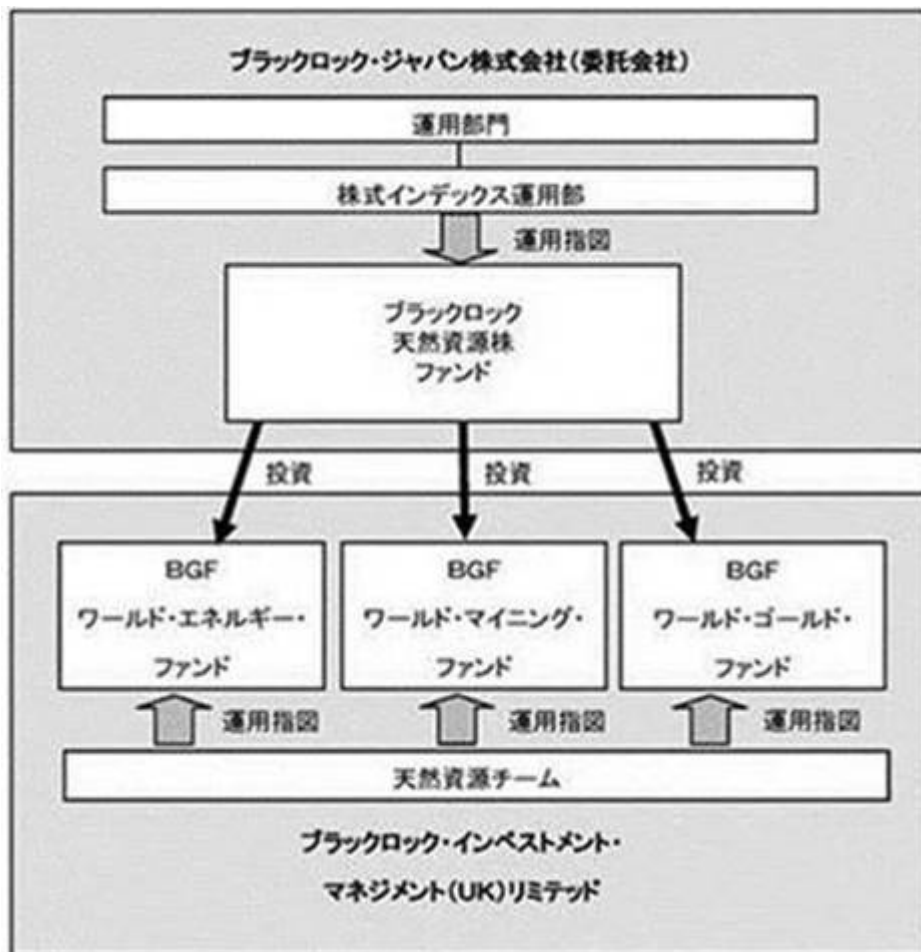 ブラックロック・ジャパン株式会社(委託会社)
運用部門
株式インデックス運用部
運用指図
ブラックロック
天然資源株
ファンド
投資
投資
投資
BGF
ワールド・エネルギー・
ファンド
BGF
ワールド・マイニング・
ファンド
BGF
ワールド・ゴールド・
ファンド
運用指図
運用指図
運用指図
天然資源チーム
ブラックロック・インベストメント・
マネジメント(UK)リミテッド